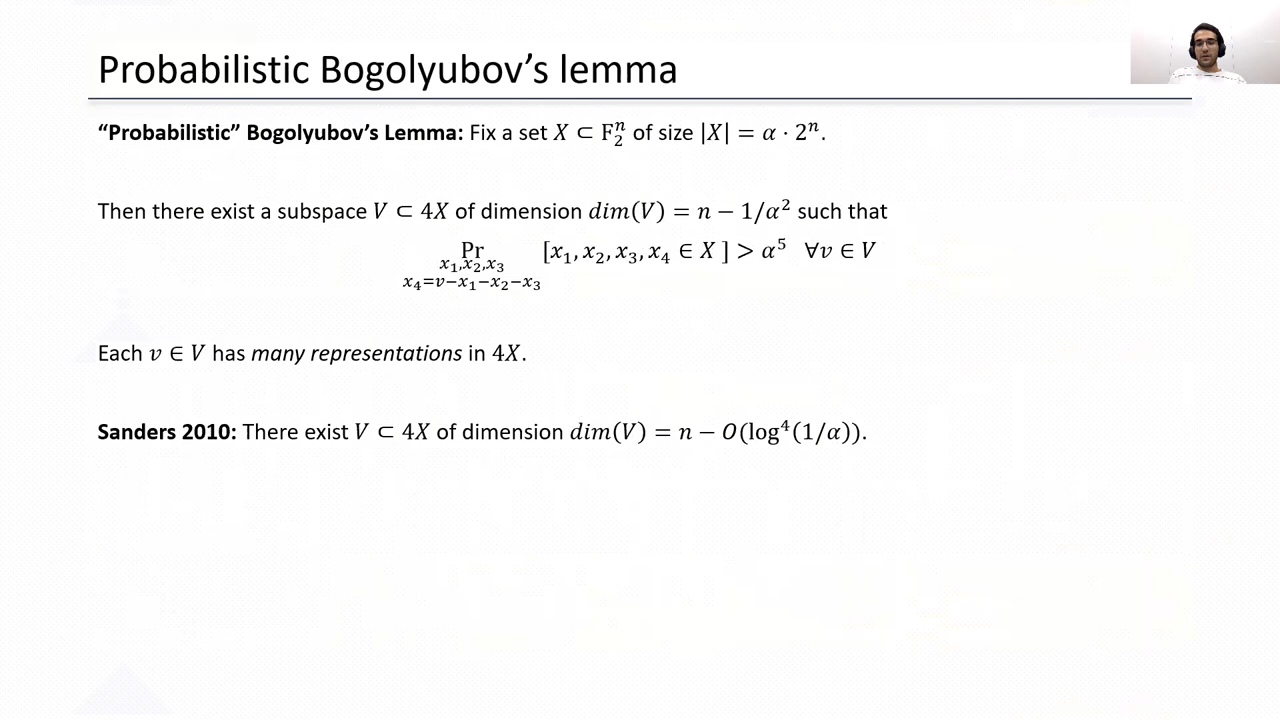 Probabilistic Bogolyubov's lemma
“Probabilistic” Bogolyubov's Lemma: Fix a set X ⊂ F₂ⁿ of size |X| = α · 2ⁿ.
Then there exist a subspace V ⊂ 4X of dimension dim(V) = n − 1/α² such that
Pr [x₁, x₂, x₃, x₄ ∈ X ] > α⁵ ∀v ∈ V
x₁,x₂,x₃
x₄=v−x₁−x₂−x₃
Each v ∈ V has many representations in 4X.
Sanders 2010: There exist V ⊂ 4X of dimension dim(V) = n − O(log⁴(1/α)).